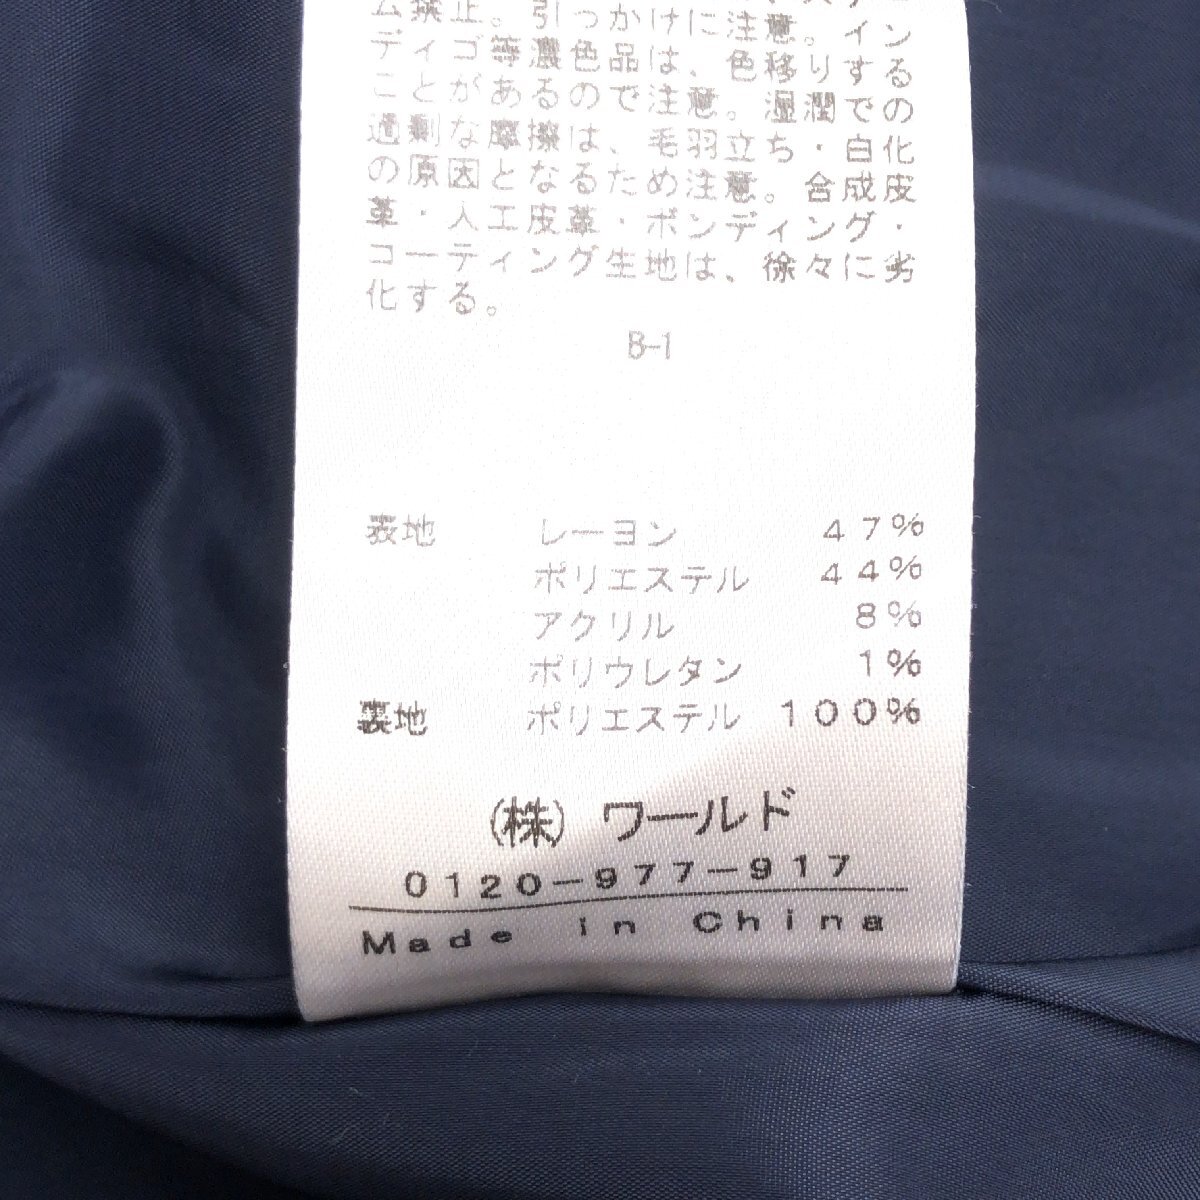 ム禁止。引っかけに注意。イン
ディゴ等濃色品は、色移りする
ことがあるので注意。湿潤での
過剰な摩擦は、毛羽立ち・白化
の原因となるため注意。合成皮
革・人工皮革・ボンディング・
コーティング生地は、徐々に劣
化する。
B-1
表地 レーヨン 47%
ポリエステル 44%
アクリル 8%
ポリウレタン 1%
裏地 ポリエステル 100%
(株) ワールド
0120-977-917
Made in China